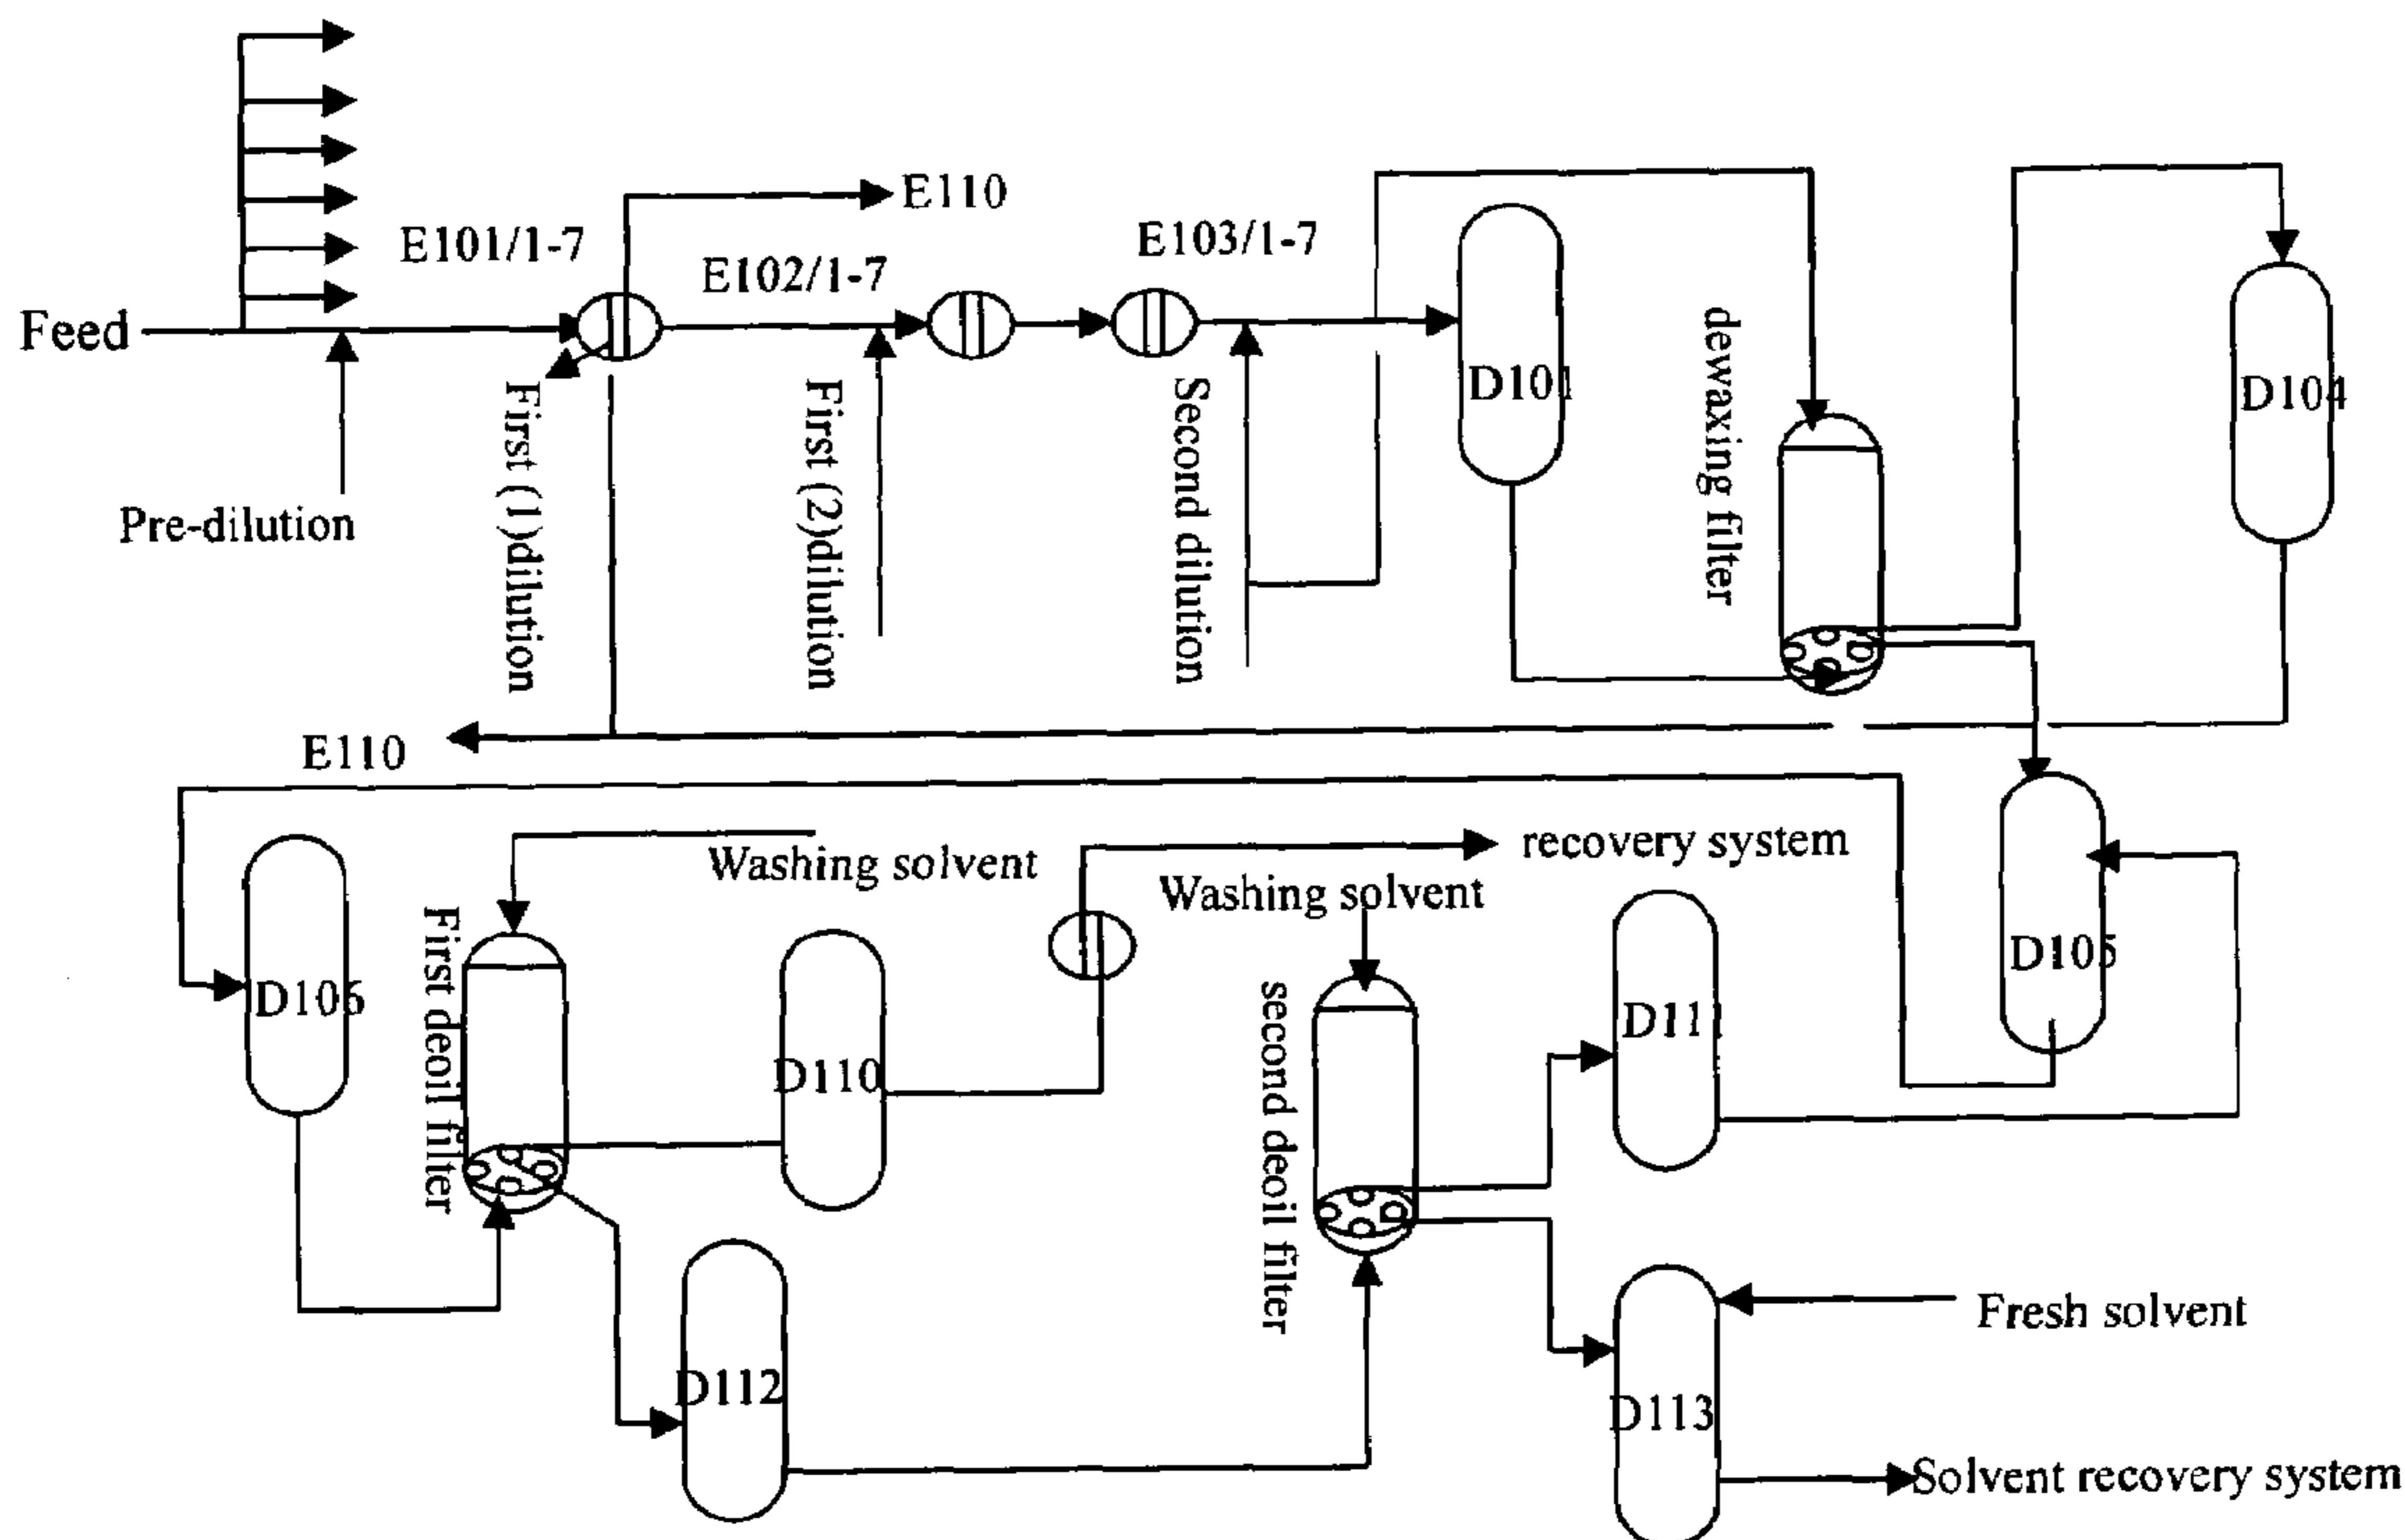 E110
E101/1-7
E102/1-7
E103/1-7
Feed
D101
D104
dewaxing filter
First (1)dilution
First (2)dilution
Second dilution
Pre-dilution
E110
Washing solvent
recovery system
Washing solvent
D105
D106
First deoil filter
D110
second deoil filter
D11
D112
D113
Fresh solvent
Solvent recovery system